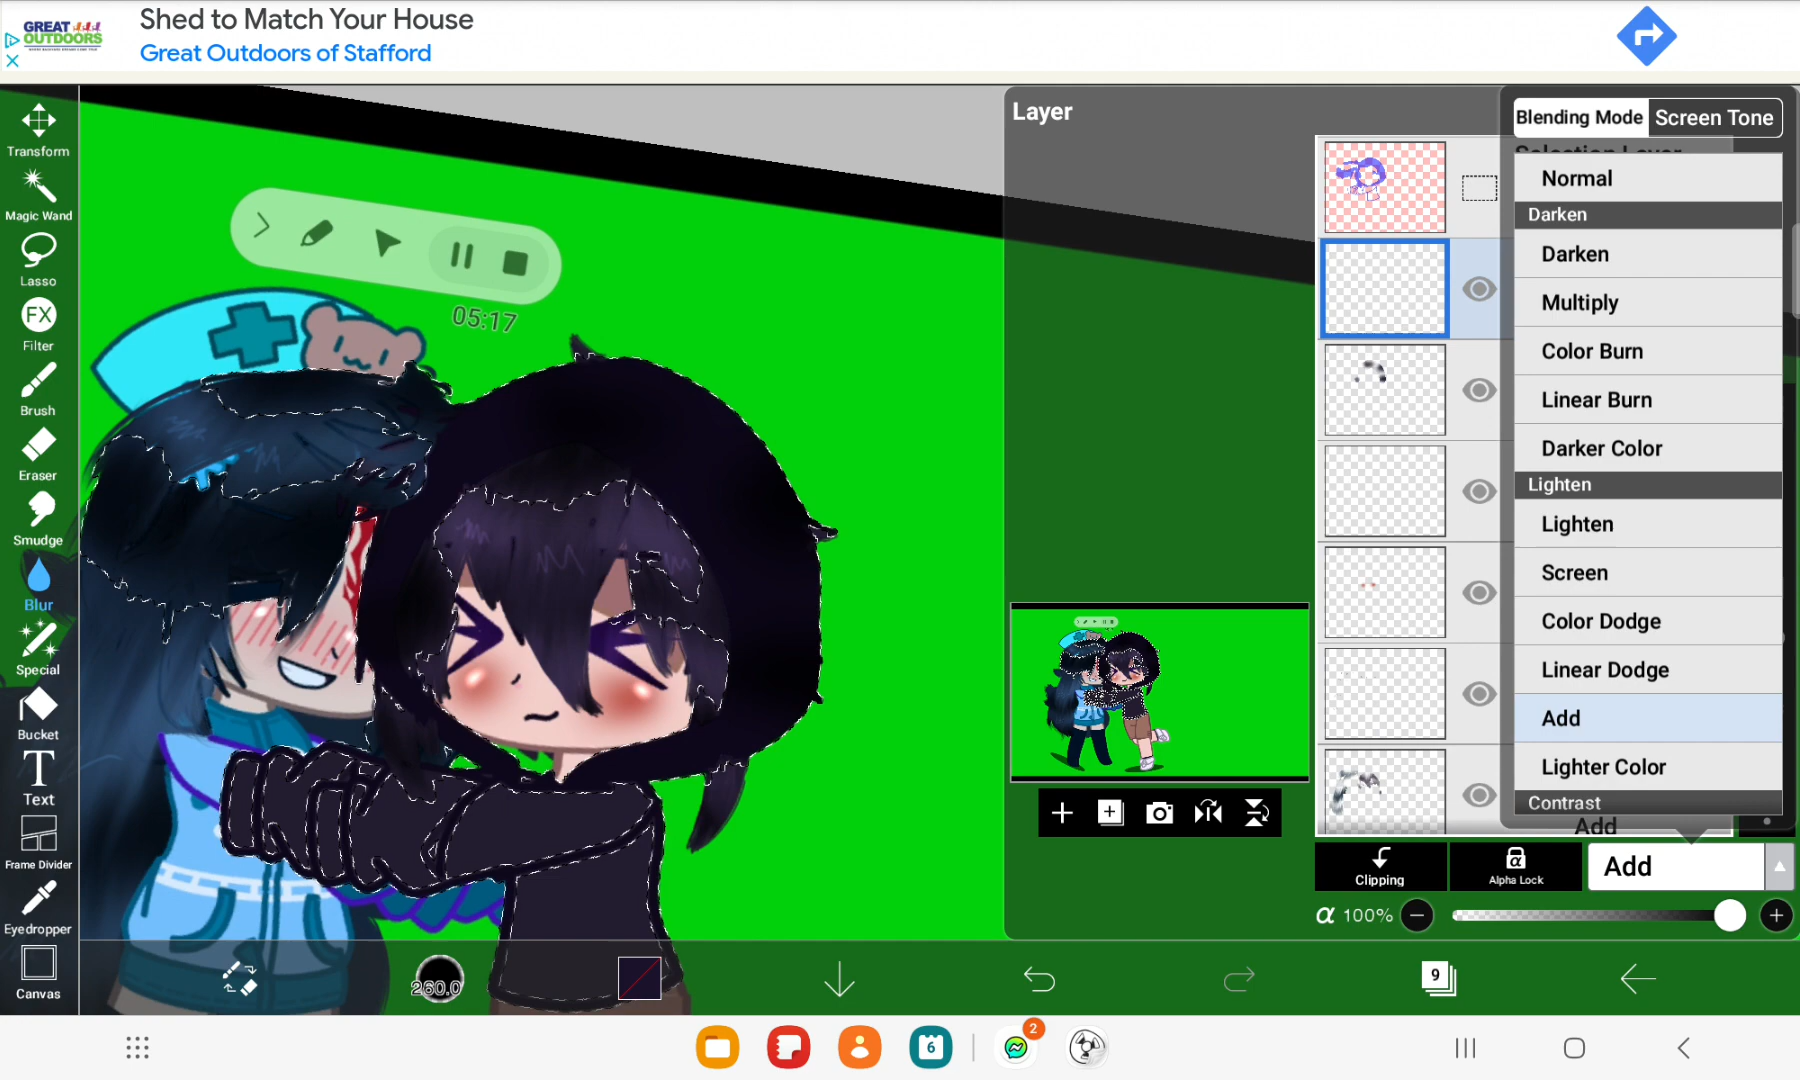 GREAT
OUTDOORS
Shed to Match Your House
Great Outdoors of Stafford
Transform
Magic Wand
Lasso
FX
Filter
Brush
Eraser
Smudge
Blur
Special
Bucket
T
Text
Frame Divider
Eyedropper
Canvas
05:17
Layer
Blending Mode
Screen Tone
Selection Layer
Normal
Darken
Darken
Multiply
Color Burn
Linear Burn
Darker Color
Lighten
Lighten
Screen
Color Dodge
Linear Dodge
Add
Lighter Color
Contrast
Add
Clipping
α
Alpha Lock
Add
α 100%
260.0
9
6
2